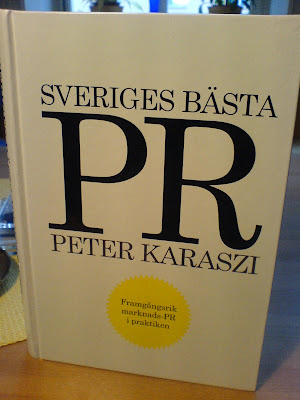 SVERIGES BÄSTA
PR
PETER KARASZI
Framgångsrik
marknads-PR
i praktiken